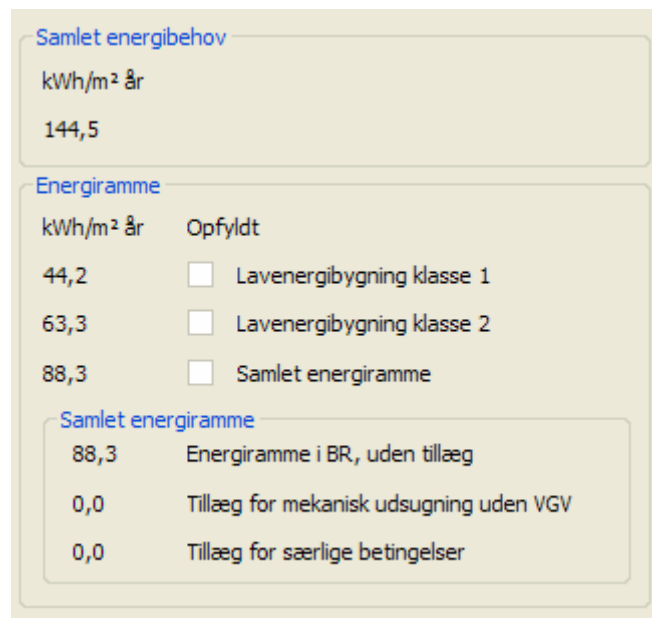 Samlet energibehov
kWh/m² år
144,5
Energiramme
kWh/m² år Opfyldt
44,2 Lavenergibygning klasse 1
63,3 Lavenergibygning klasse 2
88,3 Samlet energiramme
Samlet energiramme
88,3 Energiramme i BR, uden tillæg
0,0 Tillæg for mekanisk udsugning uden VGV
0,0 Tillæg for særlige betingelser